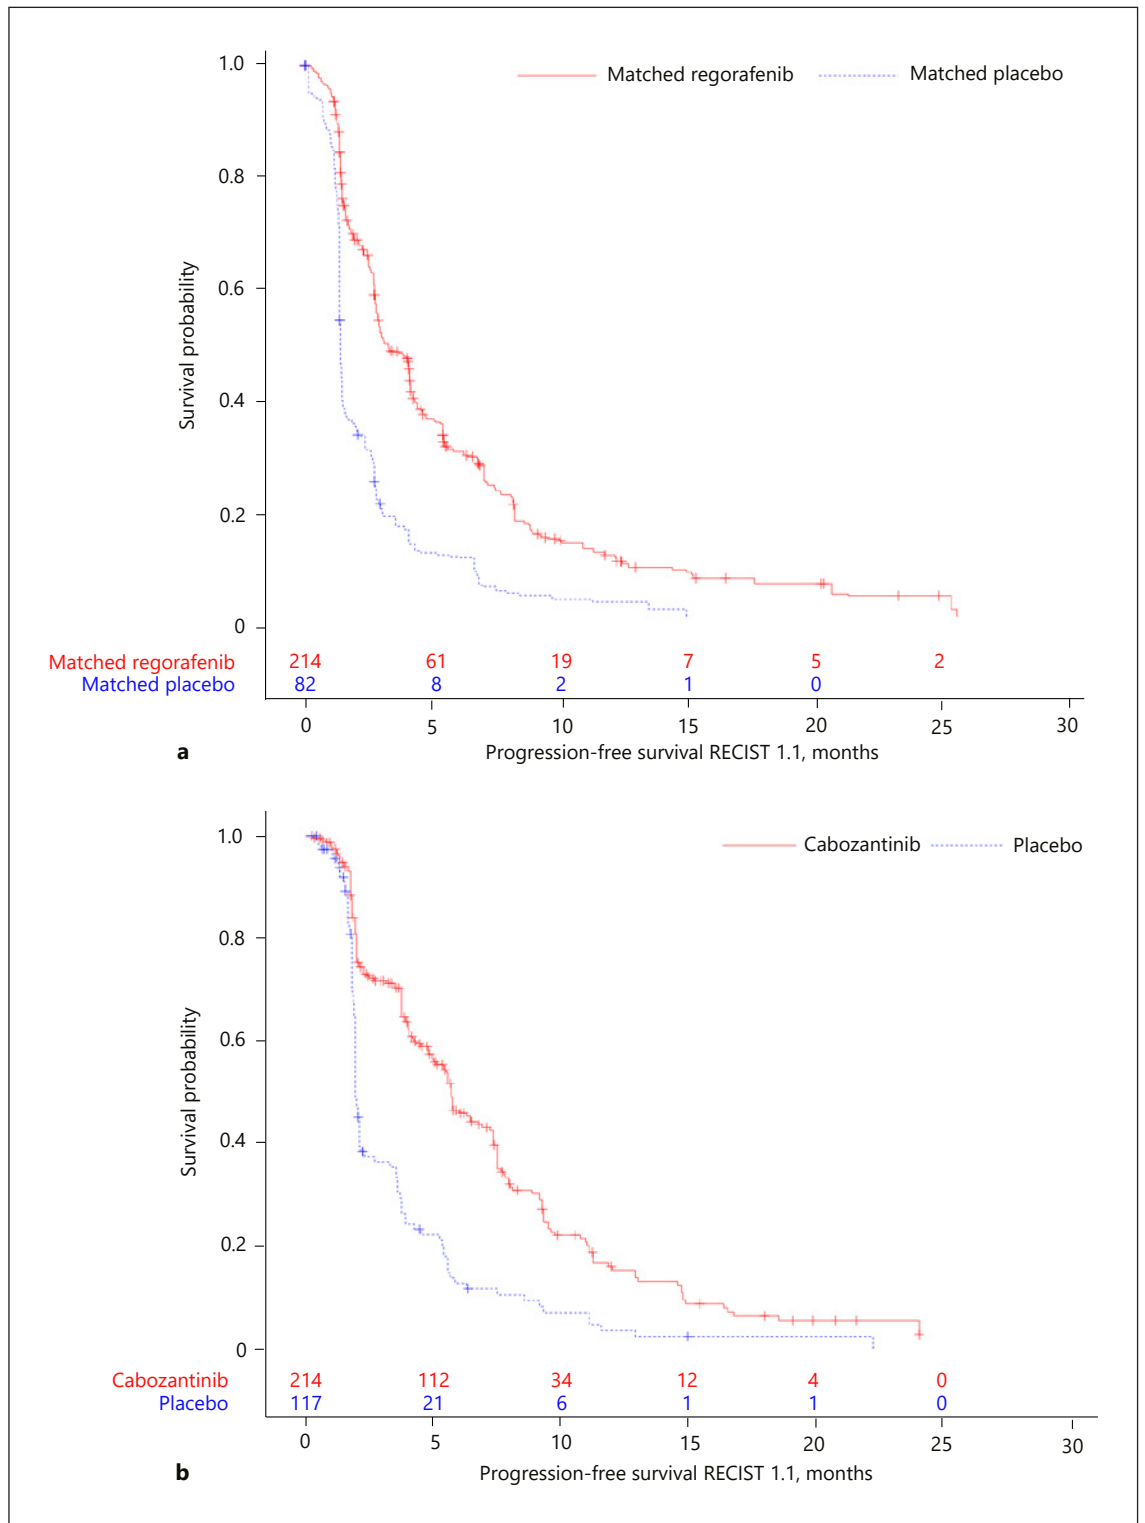 1.0
Matched regorafenib Matched placebo
0.8
0.6
Survival probability
0.4
0.2
0
Matched regorafenib 214 61 19 7 5 2
Matched placebo 82 8 2 1 0
0 5 10 15 20 25 30
a Progression-free survival RECIST 1.1, months
1.0
Cabozantinib Placebo
0.8
0.6
Survival probability
0.4
0.2
0
Cabozantinib 214 112 34 12 4 0
Placebo 117 21 6 1 1 0
0 5 10 15 20 25 30
b Progression-free survival RECIST 1.1, months